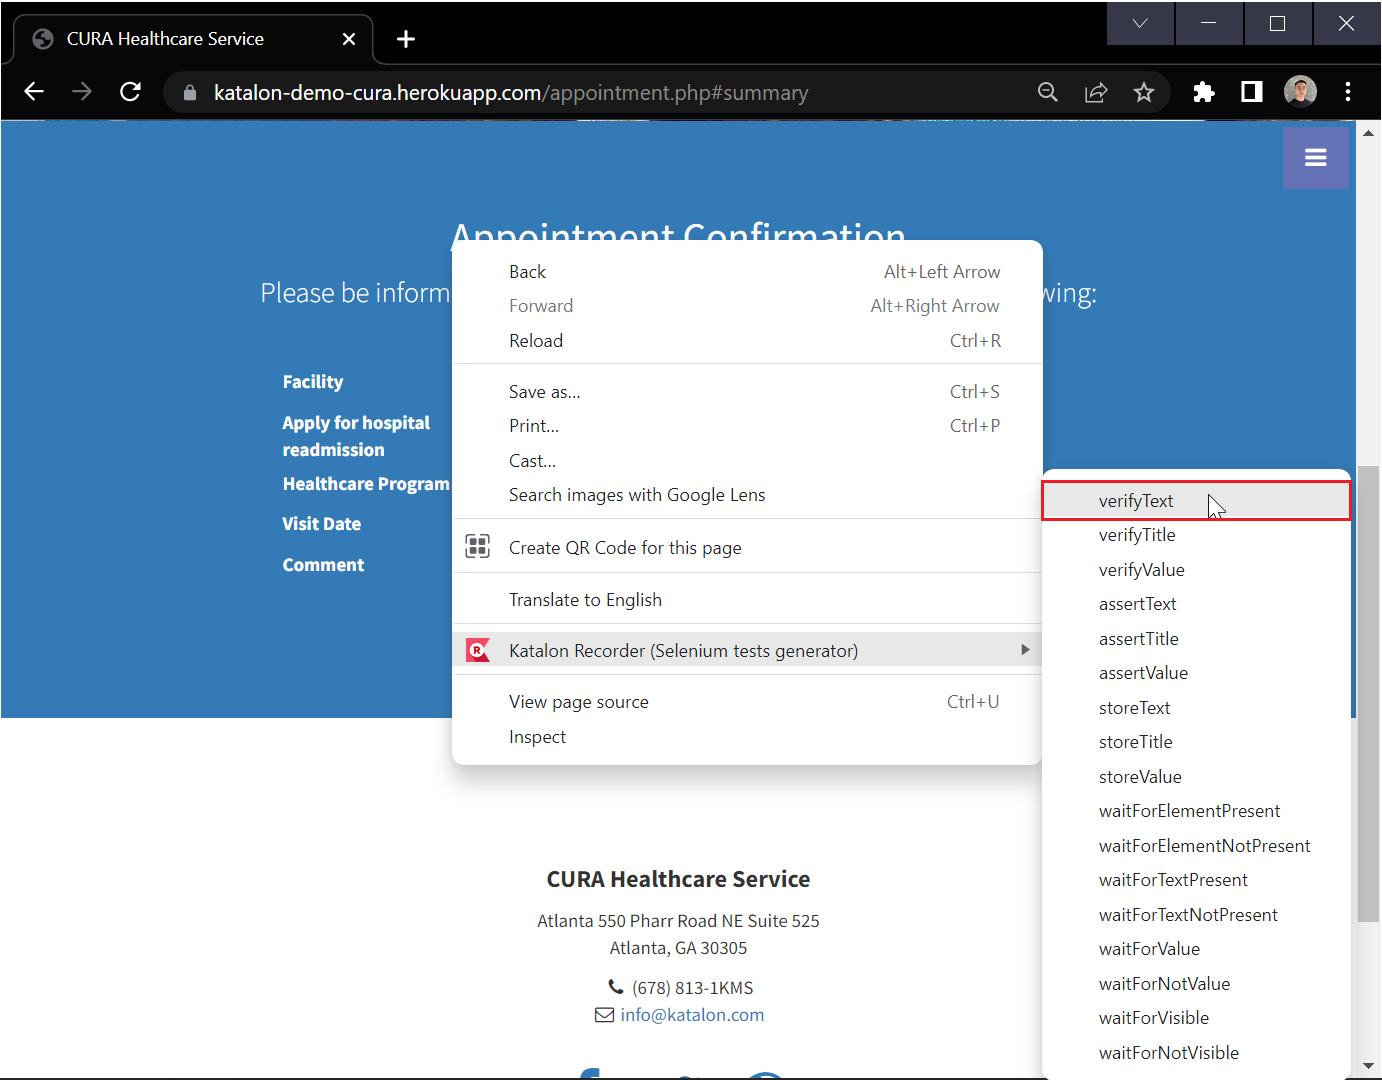 CURA Healthcare Service
katalon-demo-cura.herokuapp.com/appointment.php#summary
Appointment Confirmation
Please be inform
wing:
Facility
Apply for hospital
readmission
Healthcare Program
Visit Date
Comment
Back Alt+Left Arrow
Forward Alt+Right Arrow
Reload Ctrl+R
Save as... Ctrl+S
Print... Ctrl+P
Cast...
Search images with Google Lens
Create QR Code for this page
Translate to English
R Katalon Recorder (Selenium tests generator)
View page source Ctrl+U
Inspect
verifyText
verifyTitle
verifyValue
assertText
assertTitle
assertValue
storeText
storeTitle
storeValue
waitForElementPresent
waitForElementNotPresent
waitForTextPresent
waitForTextNotPresent
waitForValue
waitForNotValue
waitForVisible
waitForNotVisible
CURA Healthcare Service
Atlanta 550 Pharr Road NE Suite 525
Atlanta, GA 30305
(678) 813-1KMS
info@katalon.com